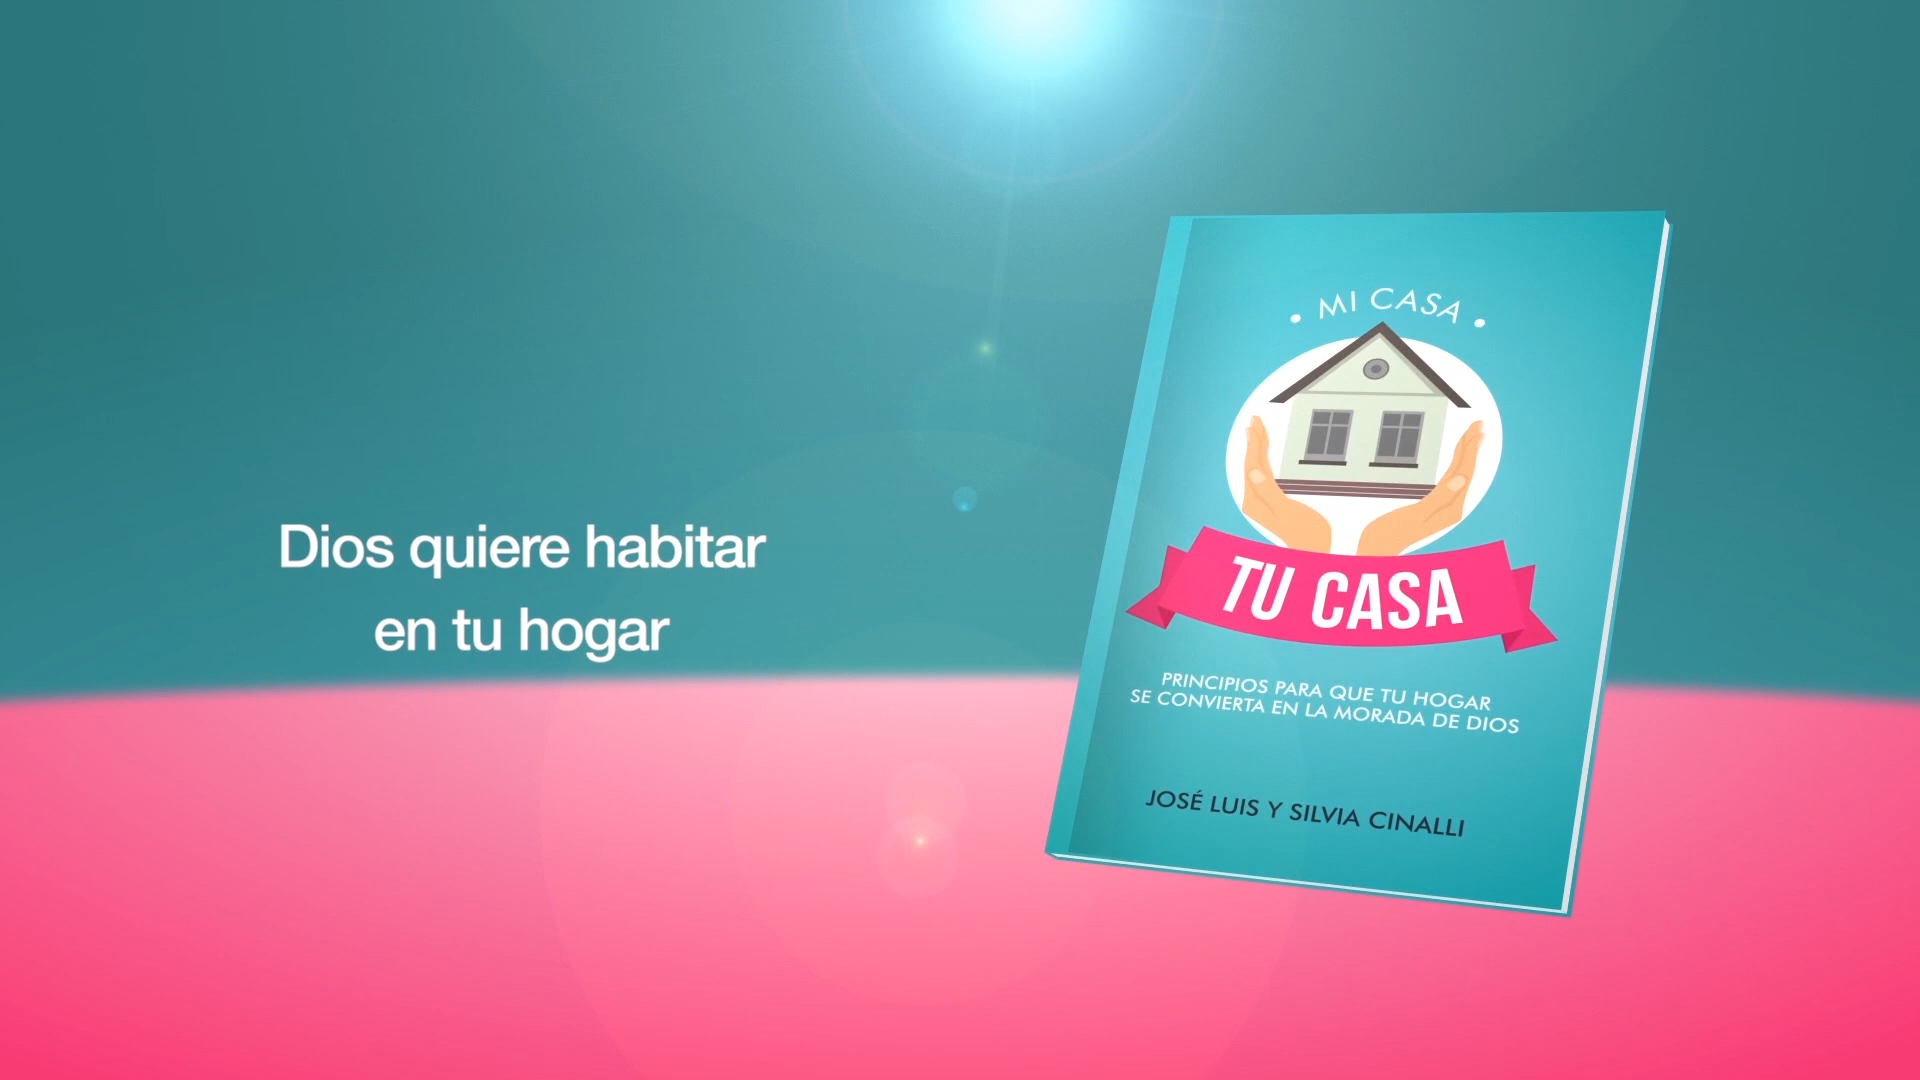 Dios quiere habitar
en tu hogar
• MI CASA •
TU CASA
PRINCIPIOS PARA QUE TU HOGAR
SE CONVIERTA EN LA MORADA DE DIOS
JOSÉ LUIS Y SILVIA CINALLI